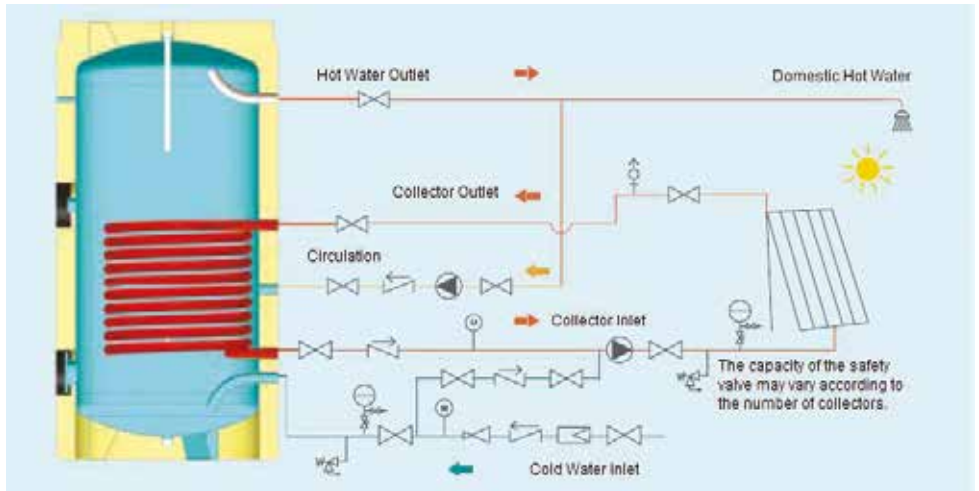 Hot Water Outlet
Domestic Hot Water
Collector Outlet
Circulation
Collector Inlet
The capacity of the safety
valve may vary according to
the number of collectors.
Cold Water Inlet